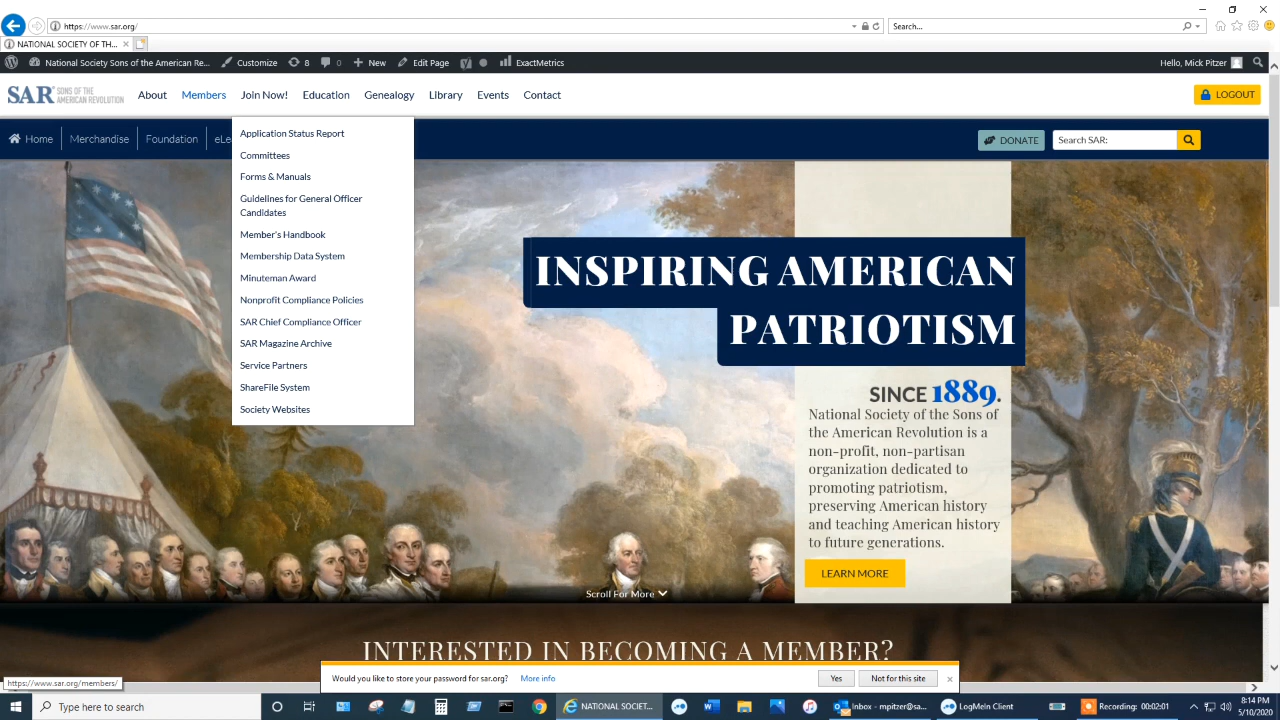 https://www.sar.org/
Search...
NATIONAL SOCIETY OF TH...
National Society Sons of the American Re...
Customize
8
0
New
Edit Page
ExactMetrics
Hello, Mick Pitzer
SAR SONS OF THE
AMERICAN REVOLUTION
About
Members
Join Now!
Education
Genealogy
Library
Events
Contact
LOGOUT
Home
Merchandise
Foundation
eLe
DONATE
Search SAR:
Application Status Report
Committees
Forms & Manuals
Guidelines for General Officer
Candidates
Member's Handbook
Membership Data System
Minuteman Award
Nonprofit Compliance Policies
SAR Chief Compliance Officer
SAR Magazine Archive
Service Partners
ShareFile System
Society Websites
INSPIRING AMERICAN
PATRIOTISM
SINCE 1889.
National Society of the Sons of
the American Revolution is a
non-profit, non-partisan
organization dedicated to
promoting patriotism,
preserving American history
and teaching American history
to future generations.
LEARN MORE
Scroll For More
INTERESTED IN BECOMING A MEMBER?
Would you like to store your password for sar.org?
More info
Yes
Not for this site
https://www.sar.org/members/
Type here to search
NATIONAL SOCIET...
Inbox - mpitzer@sa...
LogMeIn Client
Recording: 00:02:01
8:14 PM
5/10/2020